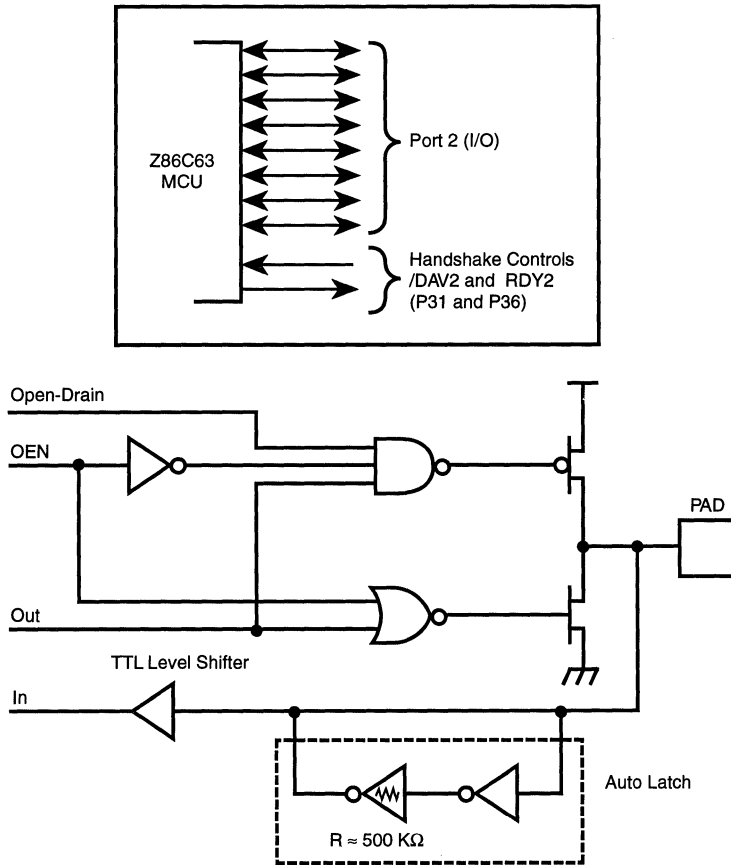 Z86C63
MCU
Port 2 (I/O)
Handshake Controls
/DAV2 and RDY2
(P31 and P36)
Open-Drain
OEN
PAD
Out
TTL Level Shifter
In
Auto Latch
R ≈ 500 KΩ